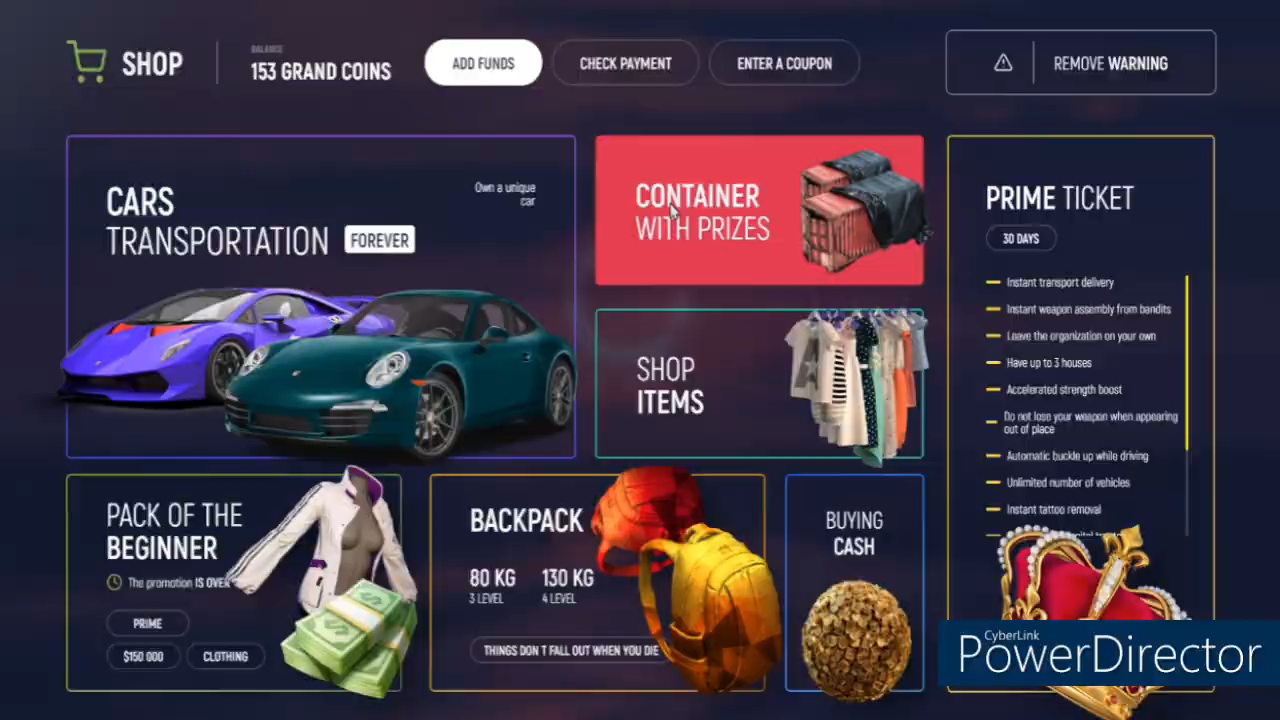 SHOP
BALANCE
153 GRAND COINS
ADD FUNDS
CHECK PAYMENT
ENTER A COUPON
REMOVE WARNING
CARS
TRANSPORTATION FOREVER
Own a unique
car
CONTAINER
WITH PRIZES
SHOP
ITEMS
PRIME TICKET
30 DAYS
Instant transport delivery
Instant weapon assembly from bandits
Leave the organization on your own
Have up to 3 houses
Accelerated strength boost
Do not lose your weapon when appearing
out of place
Automatic buckle up while driving
Unlimited number of vehicles
Instant tattoo removal
PACK OF THE
BEGINNER
The promotion IS OVER
PRIME
$150 000
CLOTHING
BACKPACK
80 KG
3 LEVEL
130 KG
4 LEVEL
THINGS DON T FALL OUT WHEN YOU DIE
BUYING
CASH
CyberLink
PowerDirector